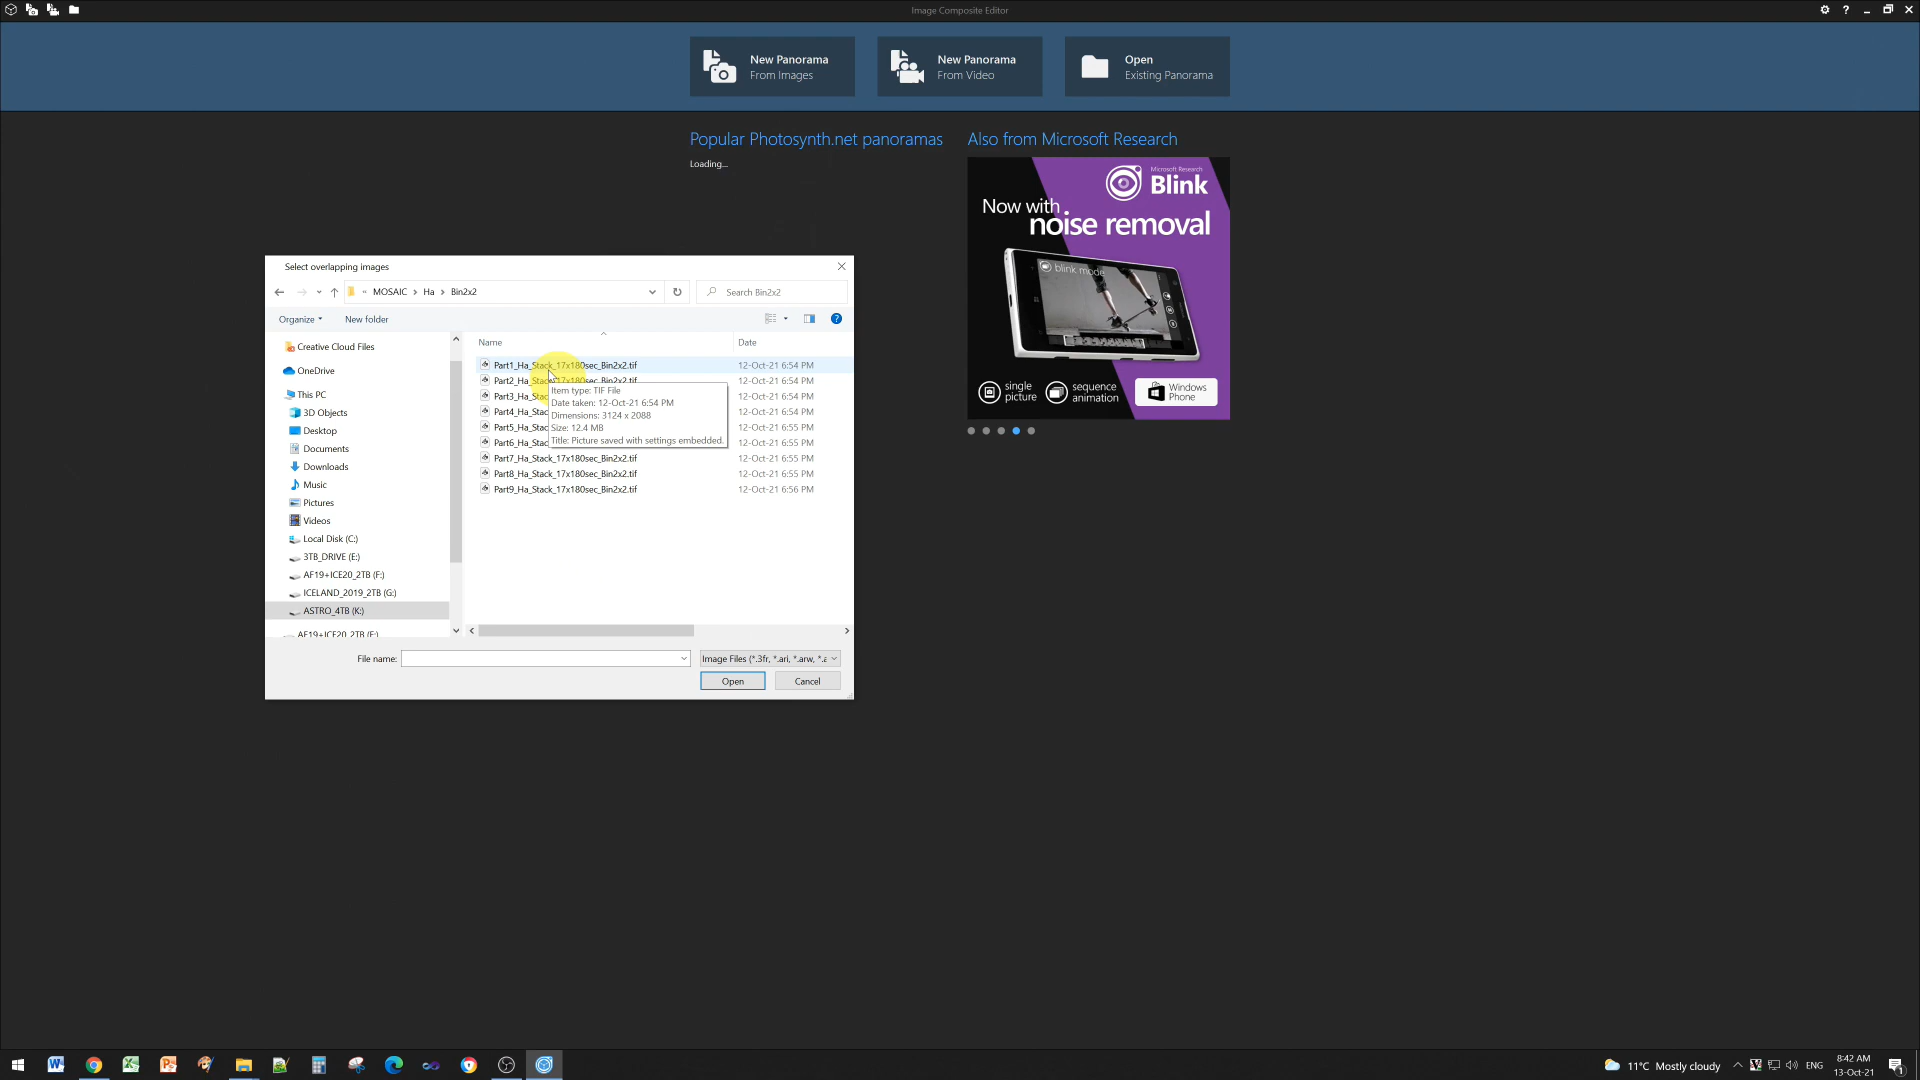 Image Composite Editor
New Panorama
From Images
New Panorama
From Video
Open
Existing Panorama
Popular Photosynth.net panoramas
Loading...
Also from Microsoft Research
Microsoft Research
Blink
Now with
noise removal
blink mode
single
picture
sequence
animation
Windows
Phone
Select overlapping images
« MOSAIC > Ha > Bin2x2
Search Bin2x2
Organize
New folder
Creative Cloud Files
OneDrive
This PC
3D Objects
Desktop
Documents
Downloads
Music
Pictures
Videos
Local Disk (C:)
3TB_DRIVE (E:)
AF19+ICE20_2TB (F:)
ICELAND_2019_2TB (G:)
ASTRO_4TB (K:)
AF19+ICE20_2TB (F:)
Name Date
Part1_Ha_Stack_17x180sec_Bin2x2.tif 12-Oct-21 6:54 PM
Part2_Ha_Stack_17x180sec_Bin2x2.tif 12-Oct-21 6:54 PM
Part3_Ha_Stac 12-Oct-21 6:54 PM
Part4_Ha_Stac 12-Oct-21 6:54 PM
Part5_Ha_Stac 12-Oct-21 6:55 PM
Part6_Ha_Stac 12-Oct-21 6:55 PM
Part7_Ha_Stack_17x180sec_Bin2x2.tif 12-Oct-21 6:55 PM
Part8_Ha_Stack_17x180sec_Bin2x2.tif 12-Oct-21 6:55 PM
Part9_Ha_Stack_17x180sec_Bin2x2.tif 12-Oct-21 6:56 PM
Item type: TIF File
Date taken: 12-Oct-21 6:54 PM
Dimensions: 3124 x 2088
Size: 12.4 MB
Title: Picture saved with settings embedded.
File name:
Image Files (*.3fr, *.ari, *.arw, *.a
Open
Cancel
11°C Mostly cloudy
ENG
8:42 AM
13-Oct-21
1